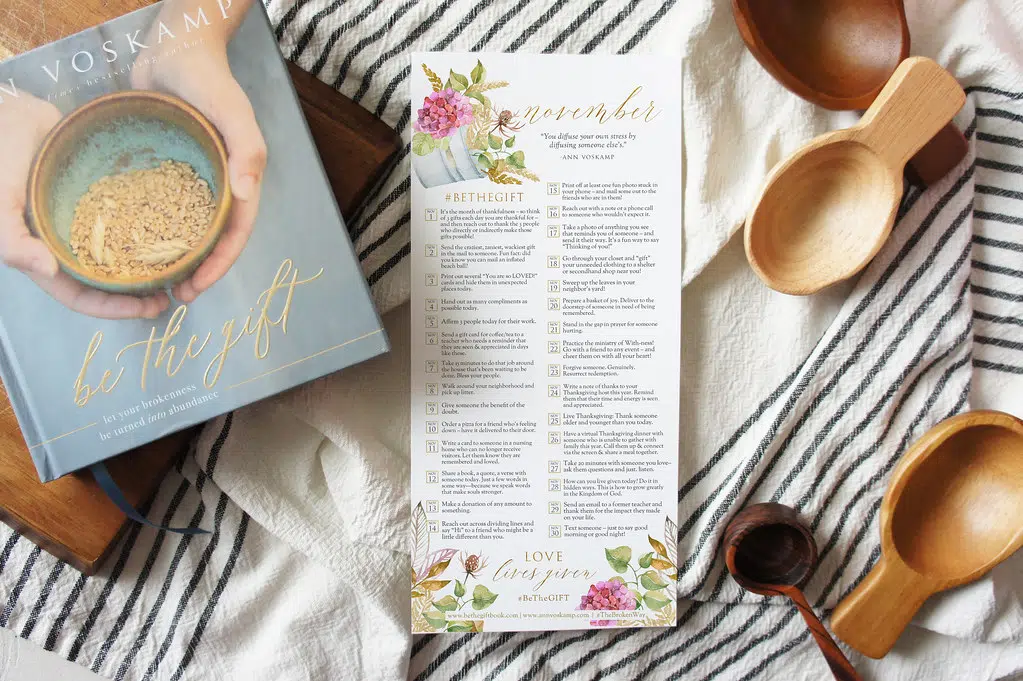 ANN VOSKAMP
New York Times bestselling author
be the gift
let your brokenness
be turned into abundance
november
"You diffuse your own stress by
diffusing someone else's."
-ANN VOSKAMP
#BETHEGIFT
NOV 1 It's the month of thankfulness – so think
of 3 gifts each day you are thankful for –
and then reach out to thank the 3 people
who directly or indirectly made those
gifts possible!
NOV 2 Send the craziest, zaniest, wackiest gift
in the mail to someone. Fun fact: did
you know you can mail an inflated
beach ball?
NOV 3 Print out several "You are so LOVED!"
cards and hide them in unexpected
places today.
NOV 4 Hand out as many compliments as
possible today.
NOV 5 Affirm 3 people today for their work.
NOV 6 Send a gift card for coffee/tea to a
teacher who needs a reminder that
they are seen & appreciated in days
like these.
NOV 7 Take 15 minutes to do that job around
the house that's been waiting to be
done. Bless your people.
NOV 8 Walk around your neighborhood and
pick up litter.
NOV 9 Give someone the benefit of the
doubt.
NOV 10 Order a pizza for a friend who's feeling
down – have it delivered to their door.
NOV 11 Write a card to someone in a nursing
home who can no longer receive
visitors. Let them know they are
remembered and loved.
NOV 12 Share a book, a quote, a verse with
someone today. Just a few words in
some way—because we speak words
that make souls stronger.
NOV 13 Make a donation of any amount to
something.
NOV 14 Reach out across dividing lines and
say "Hi" to a friend who might be a
little different than you.
NOV 15 Print off at least one fun photo stuck in
your phone – and mail some out to the
friends who are in them!
NOV 16 Reach out with a note or a phone call
to someone who wouldn't expect it.
NOV 17 Take a photo of anything you see
that reminds you of someone – and
send it their way. It's a fun way to say
"Thinking of you!"
NOV 18 Go through your closet and "gift"
your unneeded clothing to a shelter
or secondhand shop near you!
NOV 19 Sweep up the leaves in your
neighbor's yard!
NOV 20 Prepare a basket of joy. Deliver to the
doorstep of someone in need of being
remembered.
NOV 21 Stand in the gap in prayer for someone
hurting.
NOV 22 Practice the ministry of With-ness!
Go with a friend to any event – and
cheer them on with all your heart!
NOV 23 Forgive someone. Genuinely.
Resurrect redemption.
NOV 24 Write a note of thanks to your
Thanksgiving host this year. Remind
them that their time and energy is seen
and appreciated.
NOV 25 Live Thanksgiving: Thank someone
older and younger than you today.
NOV 26 Have a virtual Thanksgiving dinner with
someone who is unable to gather with
family this year. Call them up & connect
via the screen & share a meal together.
NOV 27 Take 20 minutes with someone you love–
ask them questions and just. listen.
NOV 28 How can you live given today? Do it in
hidden ways. This is how to grow greatly
in the Kingdom of God.
NOV 29 Send an email to a former teacher and
thank them for the impact they made
on your life.
NOV 30 Text someone – just to say good
morning or good night!
LOVE
lives given
#BeTheGIFT
www.bethegiftbook.com | www.annvoskamp.com | #TheBrokenWay